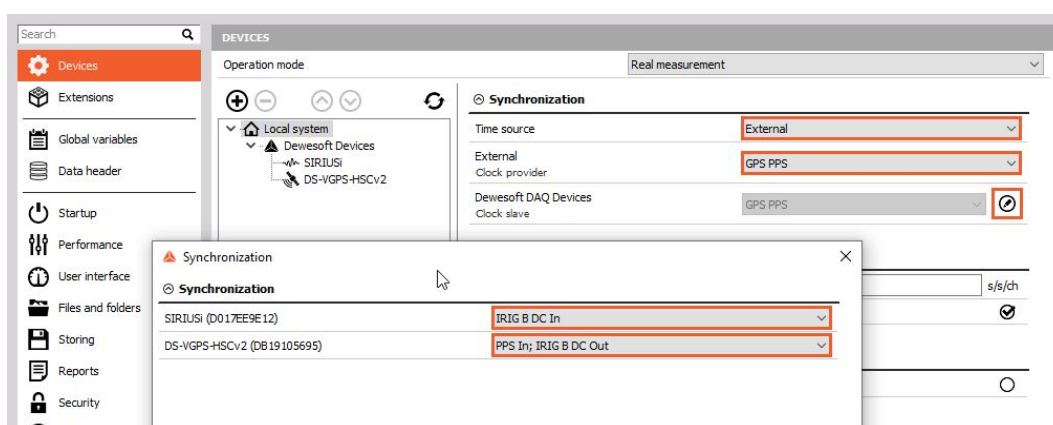 Search
DEVICES
Devices
Operation mode
Real measurement
Extensions
Synchronization
Global variables
Local system
Time source
External
Dewesoft Devices
External
GPS PPS
Data header
SIRIUSi
Clock provider
DS-VGPS-HSCv2
Dewesoft DAQ Devices
GPS PPS
Startup
Clock slave
Performance
Synchronization
User interface
Synchronization
s/s/ch
Files and folders
SIRIUSi (D017EE9E12)
IRIG B DC In
Storing
DS-VGPS-HSCv2 (DB19105695)
PPS In; IRIG B DC Out
Reports
Security